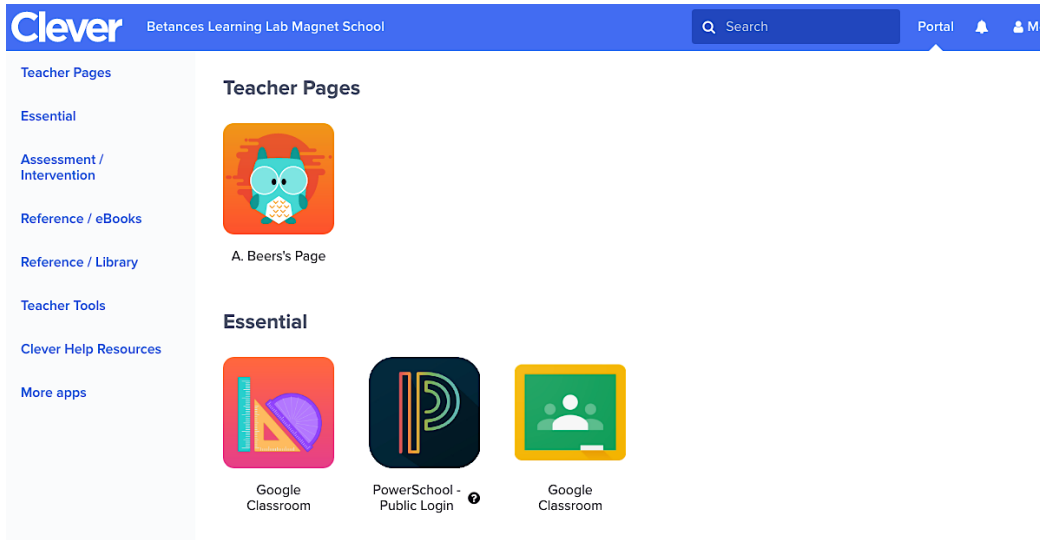 Clever
Betances Learning Lab Magnet School
Search
Portal
Teacher Pages
Essential
Assessment /
Intervention
Reference / eBooks
Reference / Library
Teacher Tools
Clever Help Resources
More apps
Teacher Pages
A. Beers's Page
Essential
Google
Classroom
PowerSchool -
Public Login
?
Google
Classroom